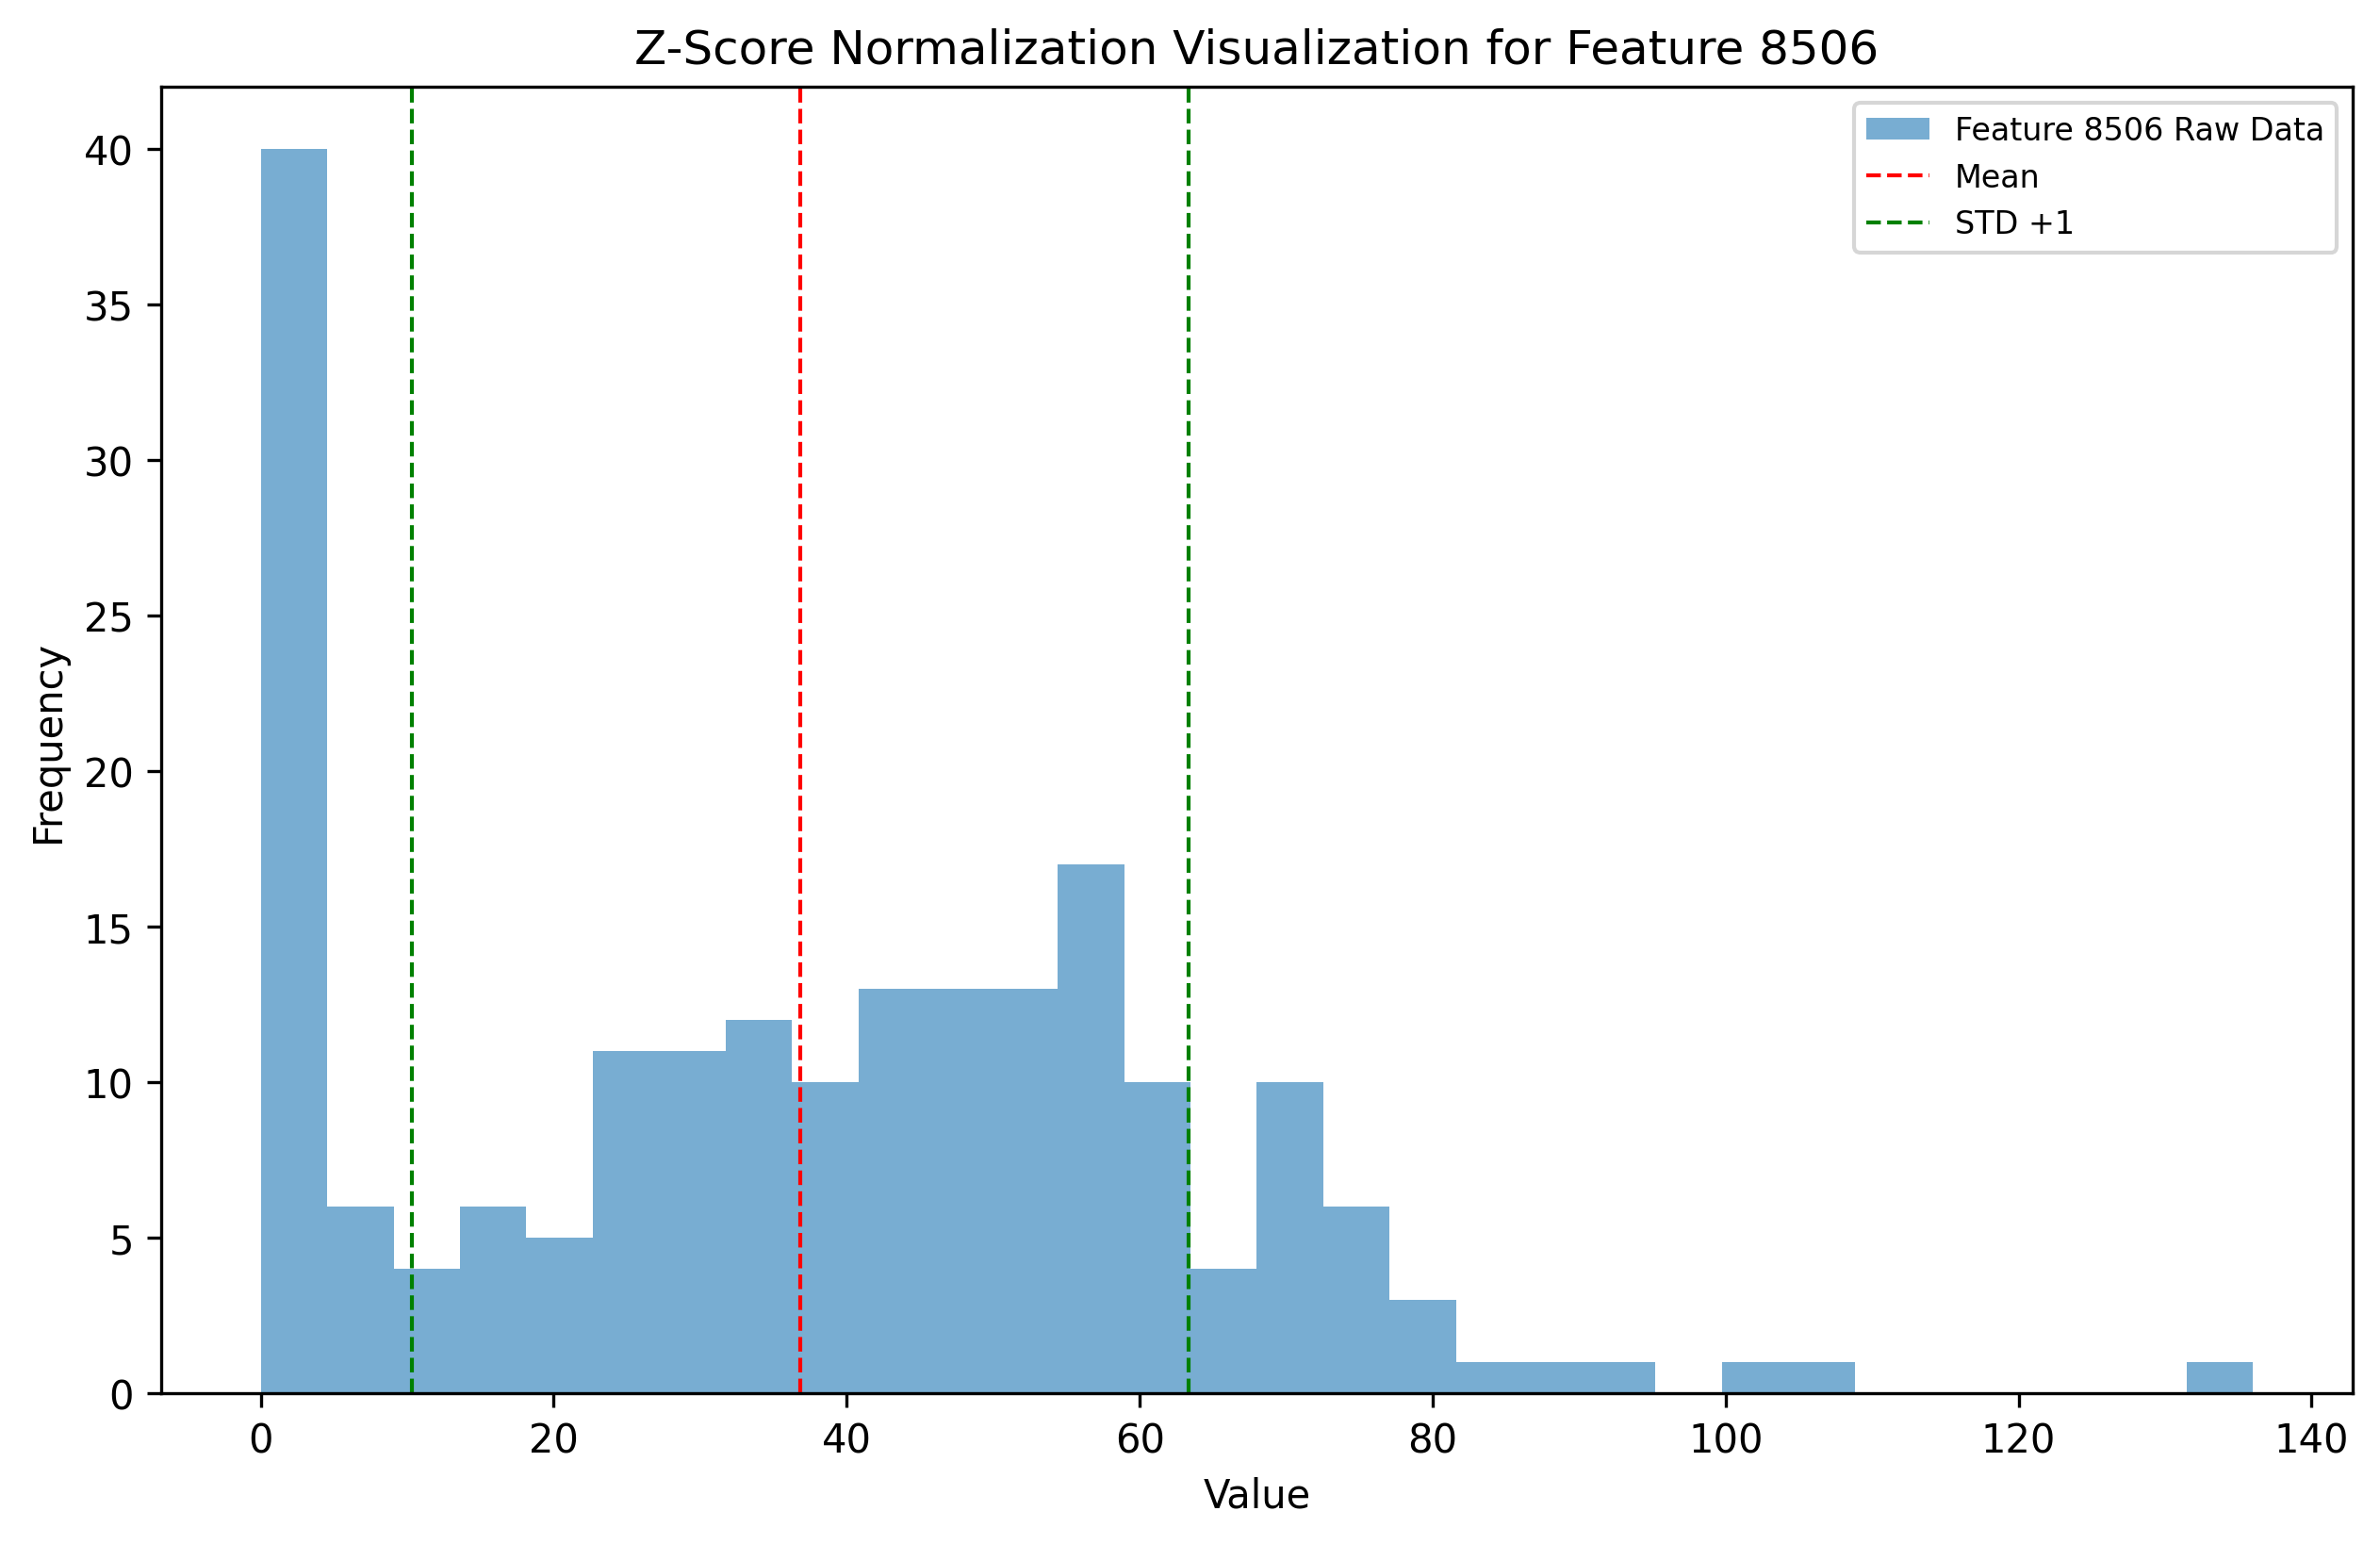 Z-Score Normalization Visualization for Feature 8506
Feature 8506 Raw Data
Mean
STD +1
40
35
30
25
20
15
10
5
0
Frequency
0 20 40 60 80 100 120 140
Value